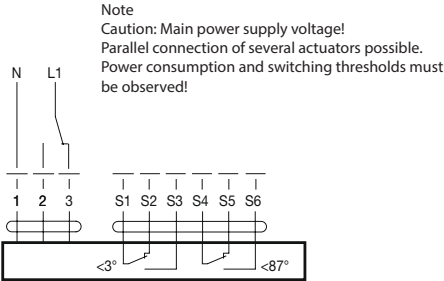 Note
Caution: Main power supply voltage!
Parallel connection of several actuators possible.
Power consumption and switching thresholds must
be observed!
N L1
1 2 3 S1 S2 S3 S4 S5 S6
<3° <87°